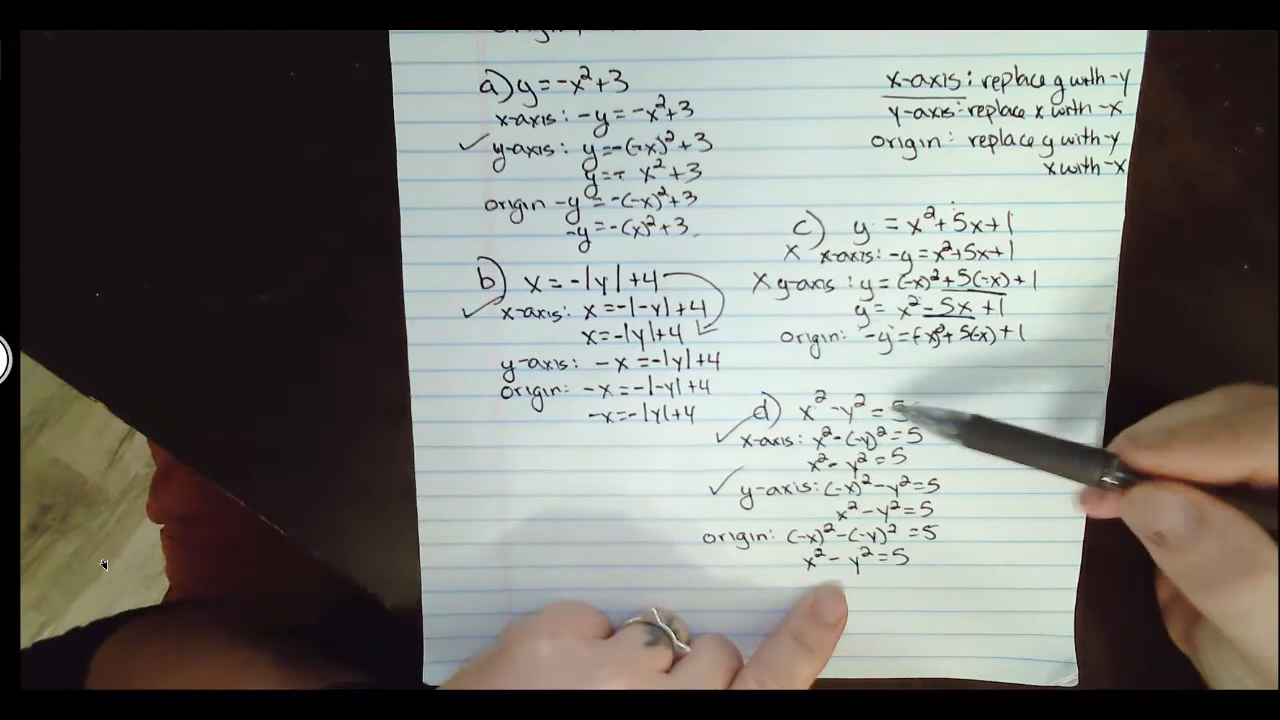 a) y = -x²+3
x-axis: -y = -x²+3
✓ y-axis: y = -(-x)²+3
y = - x²+3
origin -y = -(-x)²+3
-y = -(x)²+3
b) x = -|y|+4
✓ x-axis: x = -|-y|+4
x = -|y|+4
y-axis: -x = -|y|+4
origin: -x = -|-y|+4
-x = -|y|+4
x-axis: replace y with -y
y-axis: replace x with -x
origin: replace y with -y
x with -x
c) y = x²+5x+1
X x-axis: -y = x²+5x+1
X y-axis: y = (-x)²+5(-x)+1
y = x²-5x+1
origin: -y = (-x)²+5(-x)+1
d) x²-y² = 5
✓ x-axis: x²-(-y)² = 5
x²-y² = 5
✓ y-axis: (-x)²-y² = 5
x²-y² = 5
origin: (-x)²-(-y)² = 5
x²-y² = 5